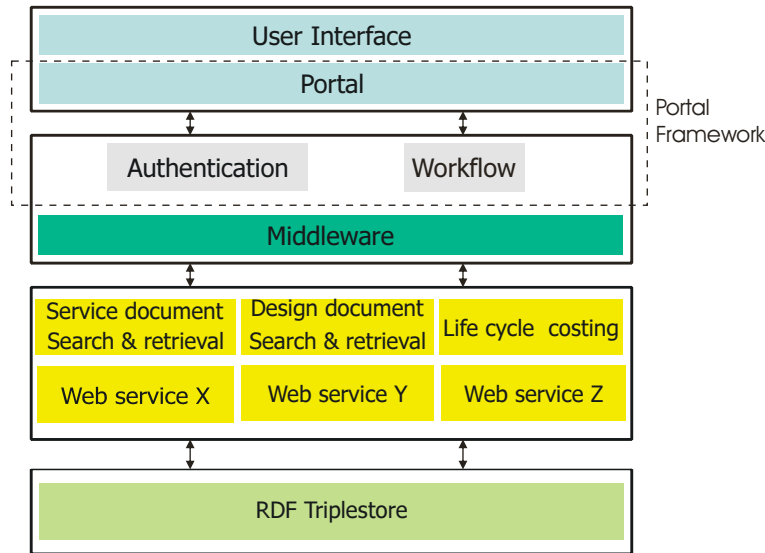 User Interface
Portal
Portal
Framework
Authentication
Workflow
Middleware
Service document
Search & retrieval
Design document
Search & retrieval
Life cycle costing
Web service X
Web service Y
Web service Z
RDF Triplestore